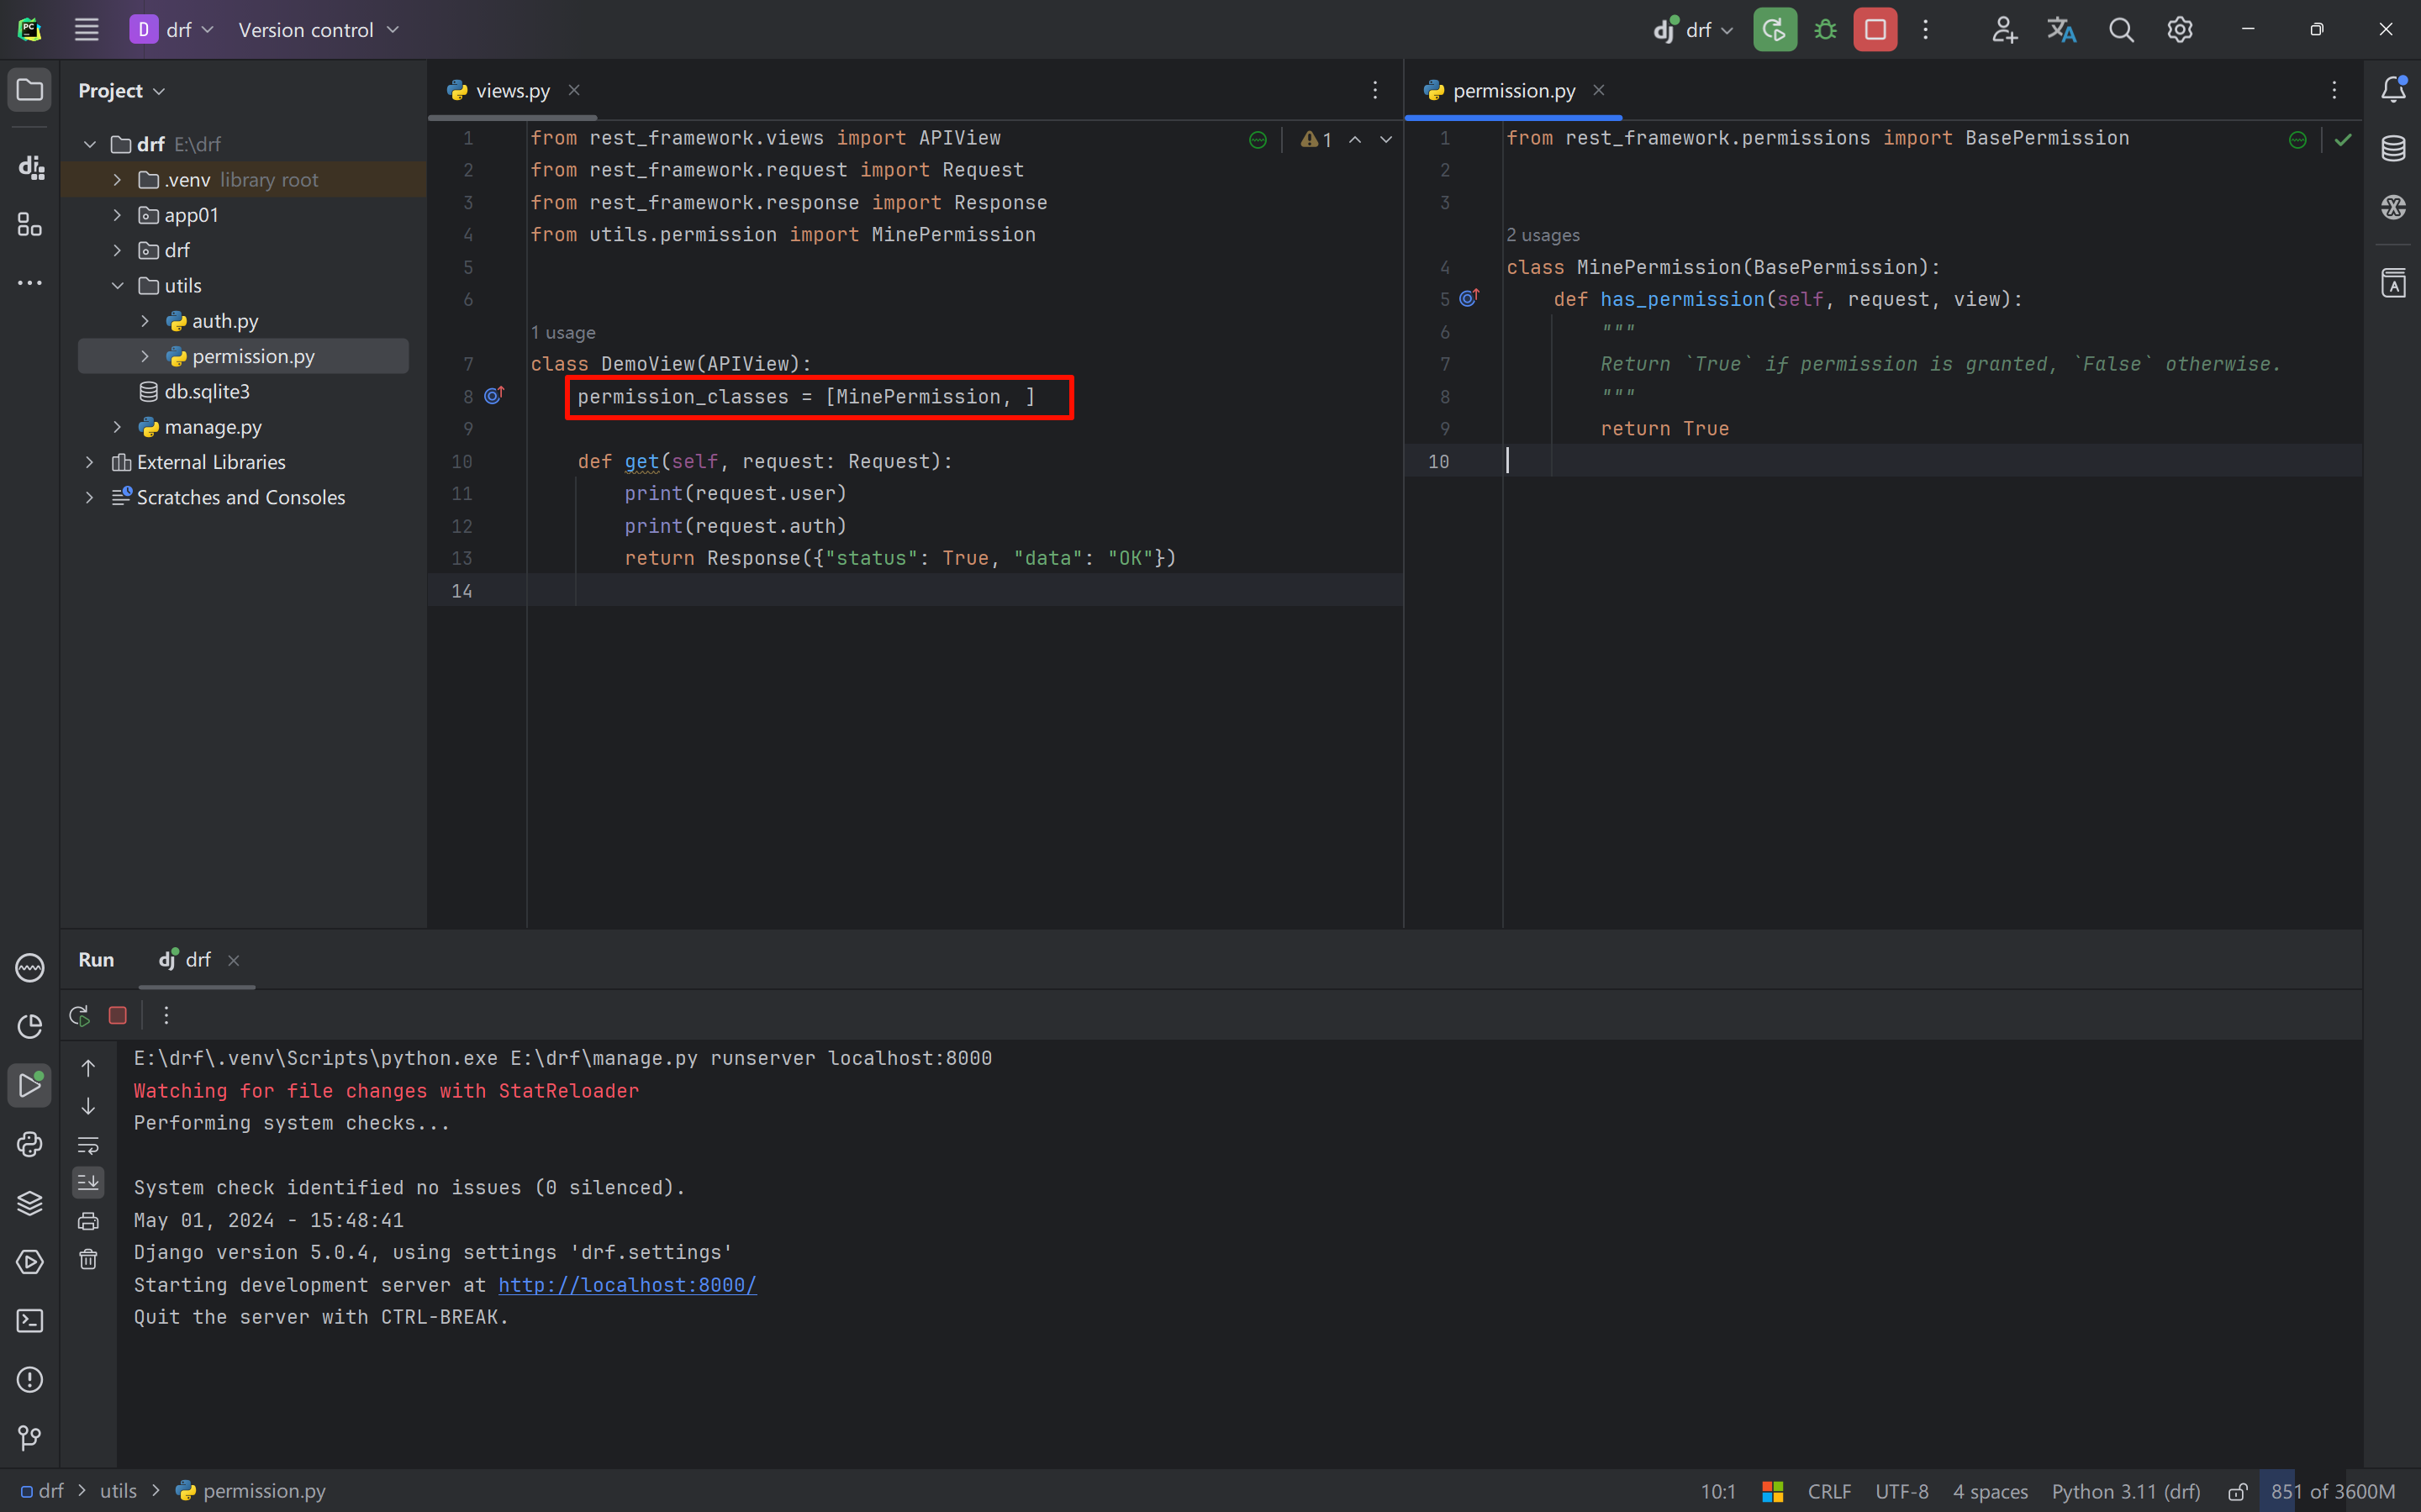 D drf Version control
drf
Project
drf E:\drf
.venv library root
app01
drf
utils
auth.py
permission.py
db.sqlite3
manage.py
External Libraries
Scratches and Consoles
views.py
1 from rest_framework.views import APIView
1
2 from rest_framework.request import Request
3 from rest_framework.response import Response
4 from utils.permission import MinePermission
5
6
1 usage
7 class DemoView(APIView):
8 permission_classes = [MinePermission, ]
9
10 def get(self, request: Request):
11 print(request.user)
12 print(request.auth)
13 return Response({"status": True, "data": "OK"})
14
permission.py
1 from rest_framework.permissions import BasePermission
2
3
2 usages
4 class MinePermission(BasePermission):
5 def has_permission(self, request, view):
6 """
7 Return `True` if permission is granted, `False` otherwise.
8 """
9 return True
10
Run drf
E:\drf\.venv\Scripts\python.exe E:\drf\manage.py runserver localhost:8000
Watching for file changes with StatReloader
Performing system checks...
System check identified no issues (0 silenced).
May 01, 2024 - 15:48:41
Django version 5.0.4, using settings 'drf.settings'
Starting development server at http://localhost:8000/
Quit the server with CTRL-BREAK.
drf > utils > permission.py
10:1 CRLF UTF-8 4 spaces Python 3.11 (drf) 851 of 3600M